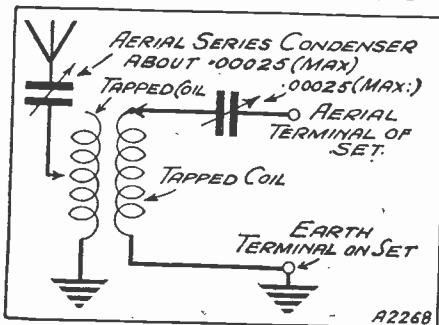 AERIAL SERIES CONDENSER
ABOUT .00025 (MAX)
TAPPED COIL
.00025 (MAX:)
AERIAL
TERMINAL OF
SET.
TAPPED COIL
EARTH
TERMINAL ON SET
A2268